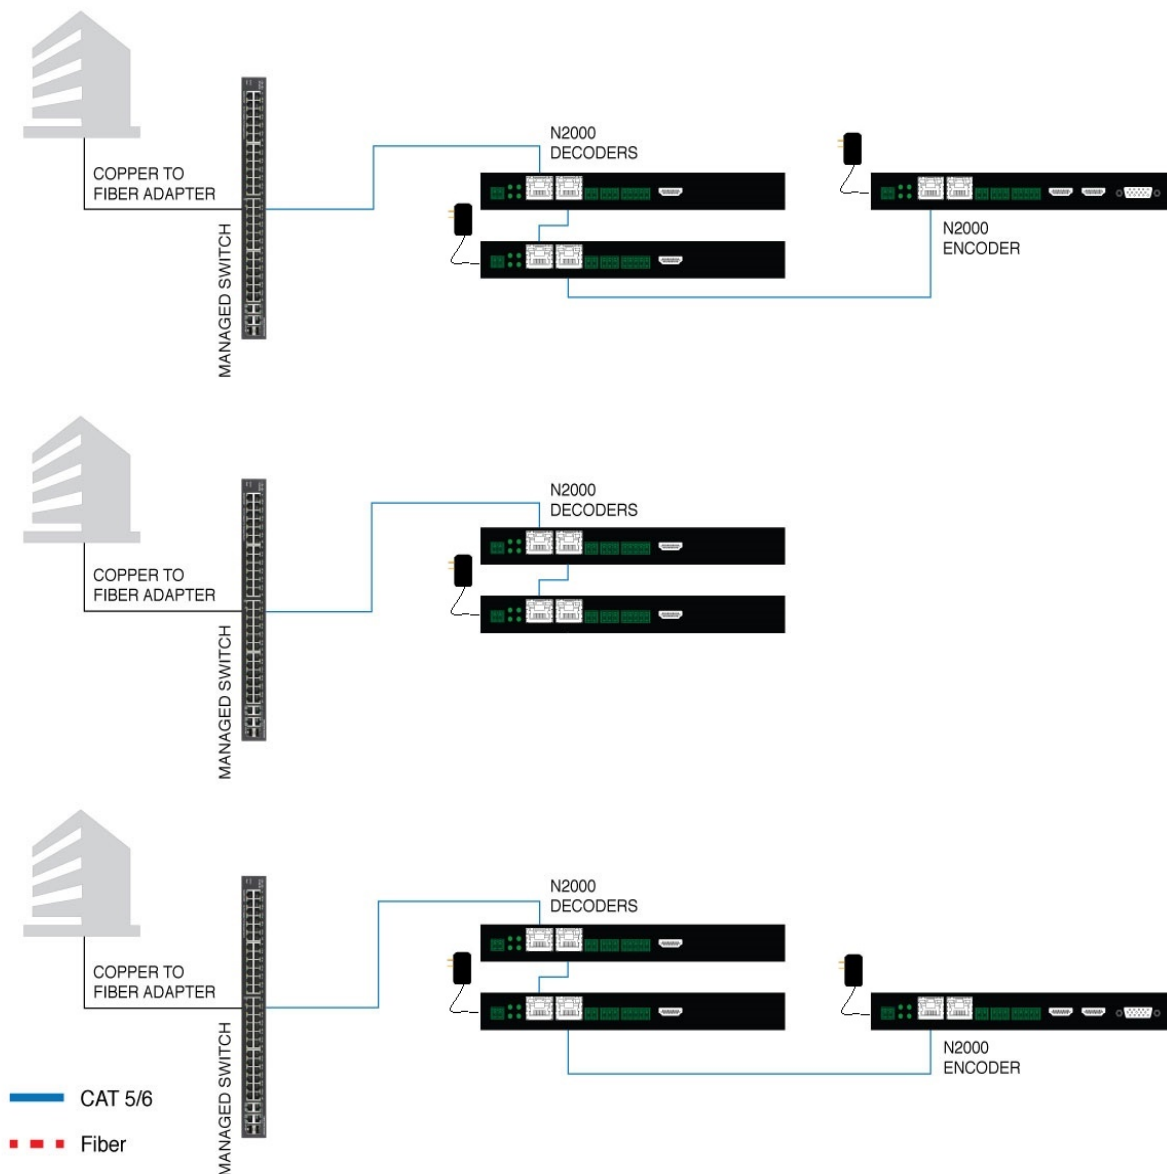 N2000
DECODERS
COPPER TO
FIBER ADAPTER
MANAGED SWITCH
N2000
ENCODER
N2000
DECODERS
COPPER TO
FIBER ADAPTER
MANAGED SWITCH
N2000
DECODERS
COPPER TO
FIBER ADAPTER
MANAGED SWITCH
N2000
ENCODER
CAT 5/6
Fiber